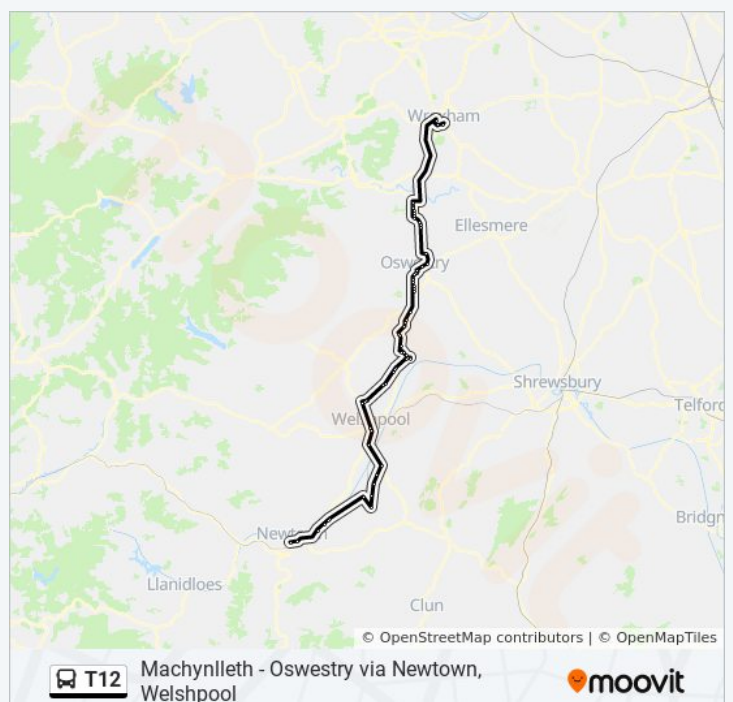 Wrexham
Ellesmere
Oswestry
Shrewsbury
Telford
Welshpool
Newtown
Bridgn
Llanidloes
Clun
© OpenStreetMap contributors | © OpenMapTiles
T12
Machynlleth - Oswestry via Newtown,
Welshpool
moovit